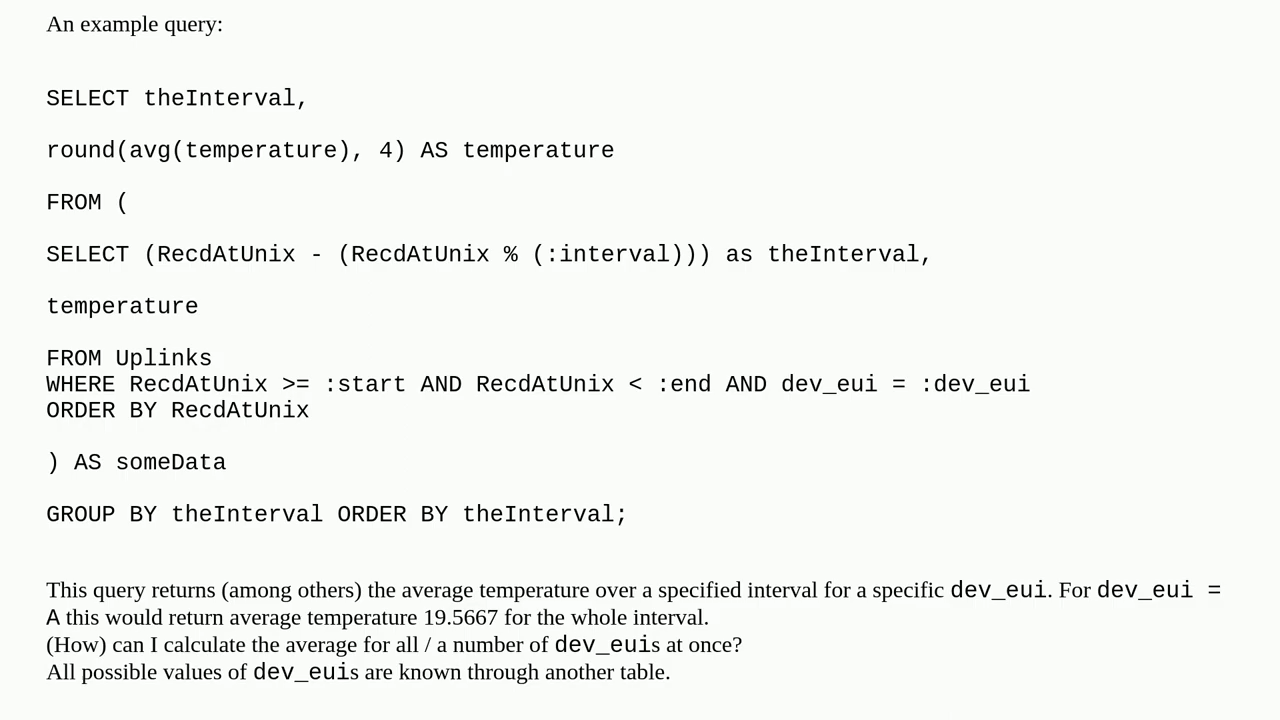 An example query:
SELECT theInterval,
round(avg(temperature), 4) AS temperature
FROM (
SELECT (RecdAtUnix - (RecdAtUnix % (:interval))) as theInterval,
temperature
FROM Uplinks
WHERE RecdAtUnix >= :start AND RecdAtUnix < :end AND dev_eui = :dev_eui
ORDER BY RecdAtUnix
) AS someData
GROUP BY theInterval ORDER BY theInterval;
This query returns (among others) the average temperature over a specified interval for a specific dev_eui. For dev_eui =
A this would return average temperature 19.5667 for the whole interval.
(How) can I calculate the average for all / a number of dev_euis at once?
All possible values of dev_euis are known through another table.